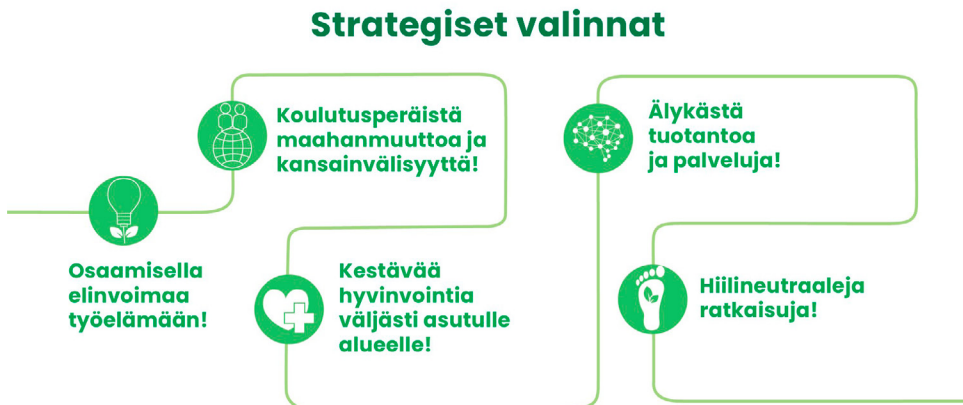 Strategiset valinnat
Osaamisella
elinvoimaa
työelämään!
Koulutusperäistä
maahanmuuttoa ja
kansainvälisyyttä!
Kestävää
hyvinvointia
väljästi asutulle
alueelle!
Älykästä
tuotantoa
ja palveluja!
Hiilineutraaleja
ratkaisuja!